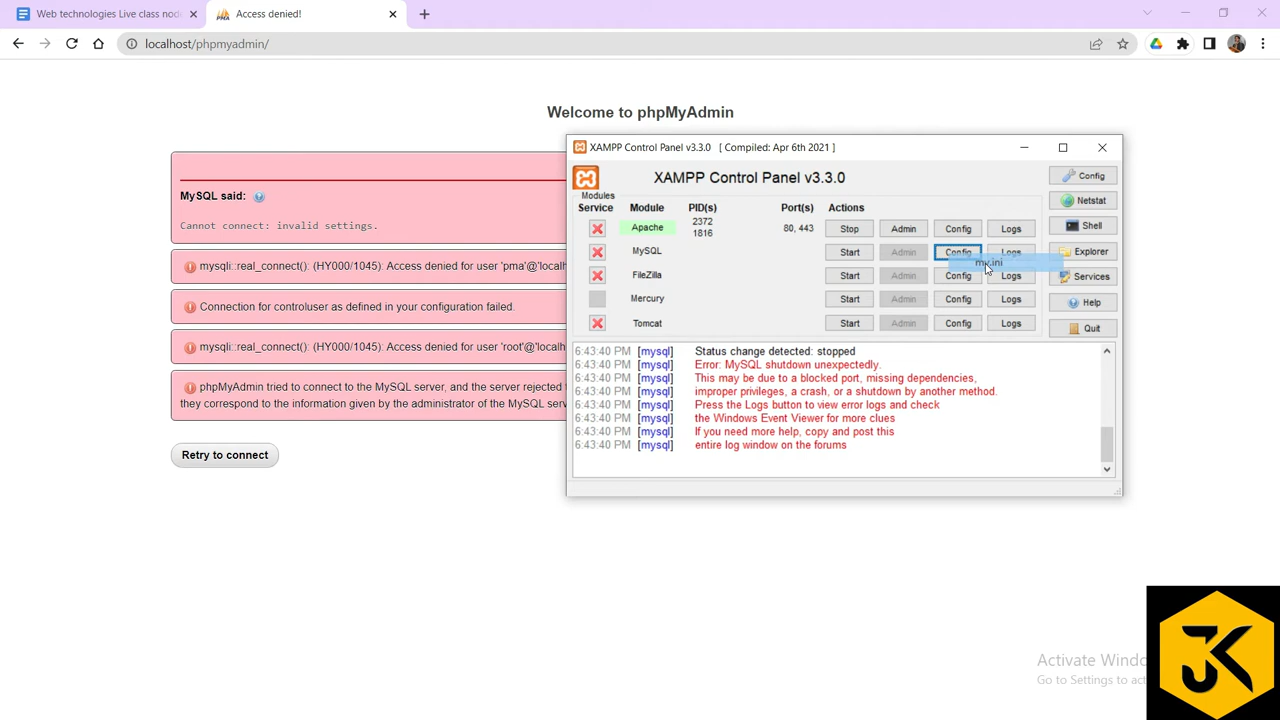 Web technologies Live class not
Access denied!
localhost/phpmyadmin/
Welcome to phpMyAdmin
MySQL said:
Cannot connect: invalid settings.
mysqli::real_connect(): (HY000/1045): Access denied for user 'pma'@'localh
Connection for controluser as defined in your configuration failed.
mysqli::real_connect(): (HY000/1045): Access denied for user 'root'@'localh
phpMyAdmin tried to connect to the MySQL server, and the server rejected
they correspond to the information given by the administrator of the MySQL
Retry to connect
XAMPP Control Panel v3.3.0 [ Compiled: Apr 6th 2021 ]
XAMPP Control Panel v3.3.0
Config
Modules
Service Module PID(s) Port(s) Actions
Netstat
Apache 2372 1816 80, 443 Stop Admin Config Logs
Shell
MySQL Start Admin Config Logs
Explorer
my.ini
FileZilla Start Admin Config Logs
Services
Mercury Start Admin Config Logs
Help
Tomcat Start Admin Config Logs
Quit
6:43:40 PM [mysql] Status change detected: stopped
6:43:40 PM [mysql] Error: MySQL shutdown unexpectedly.
6:43:40 PM [mysql] This may be due to a blocked port, missing dependencies,
6:43:40 PM [mysql] improper privileges, a crash, or a shutdown by another method.
6:43:40 PM [mysql] Press the Logs button to view error logs and check
6:43:40 PM [mysql] the Windows Event Viewer for more clues
6:43:40 PM [mysql] If you need more help, copy and post this
6:43:40 PM [mysql] entire log window on the forums
Activate Windo
Go to Settings to act
JK